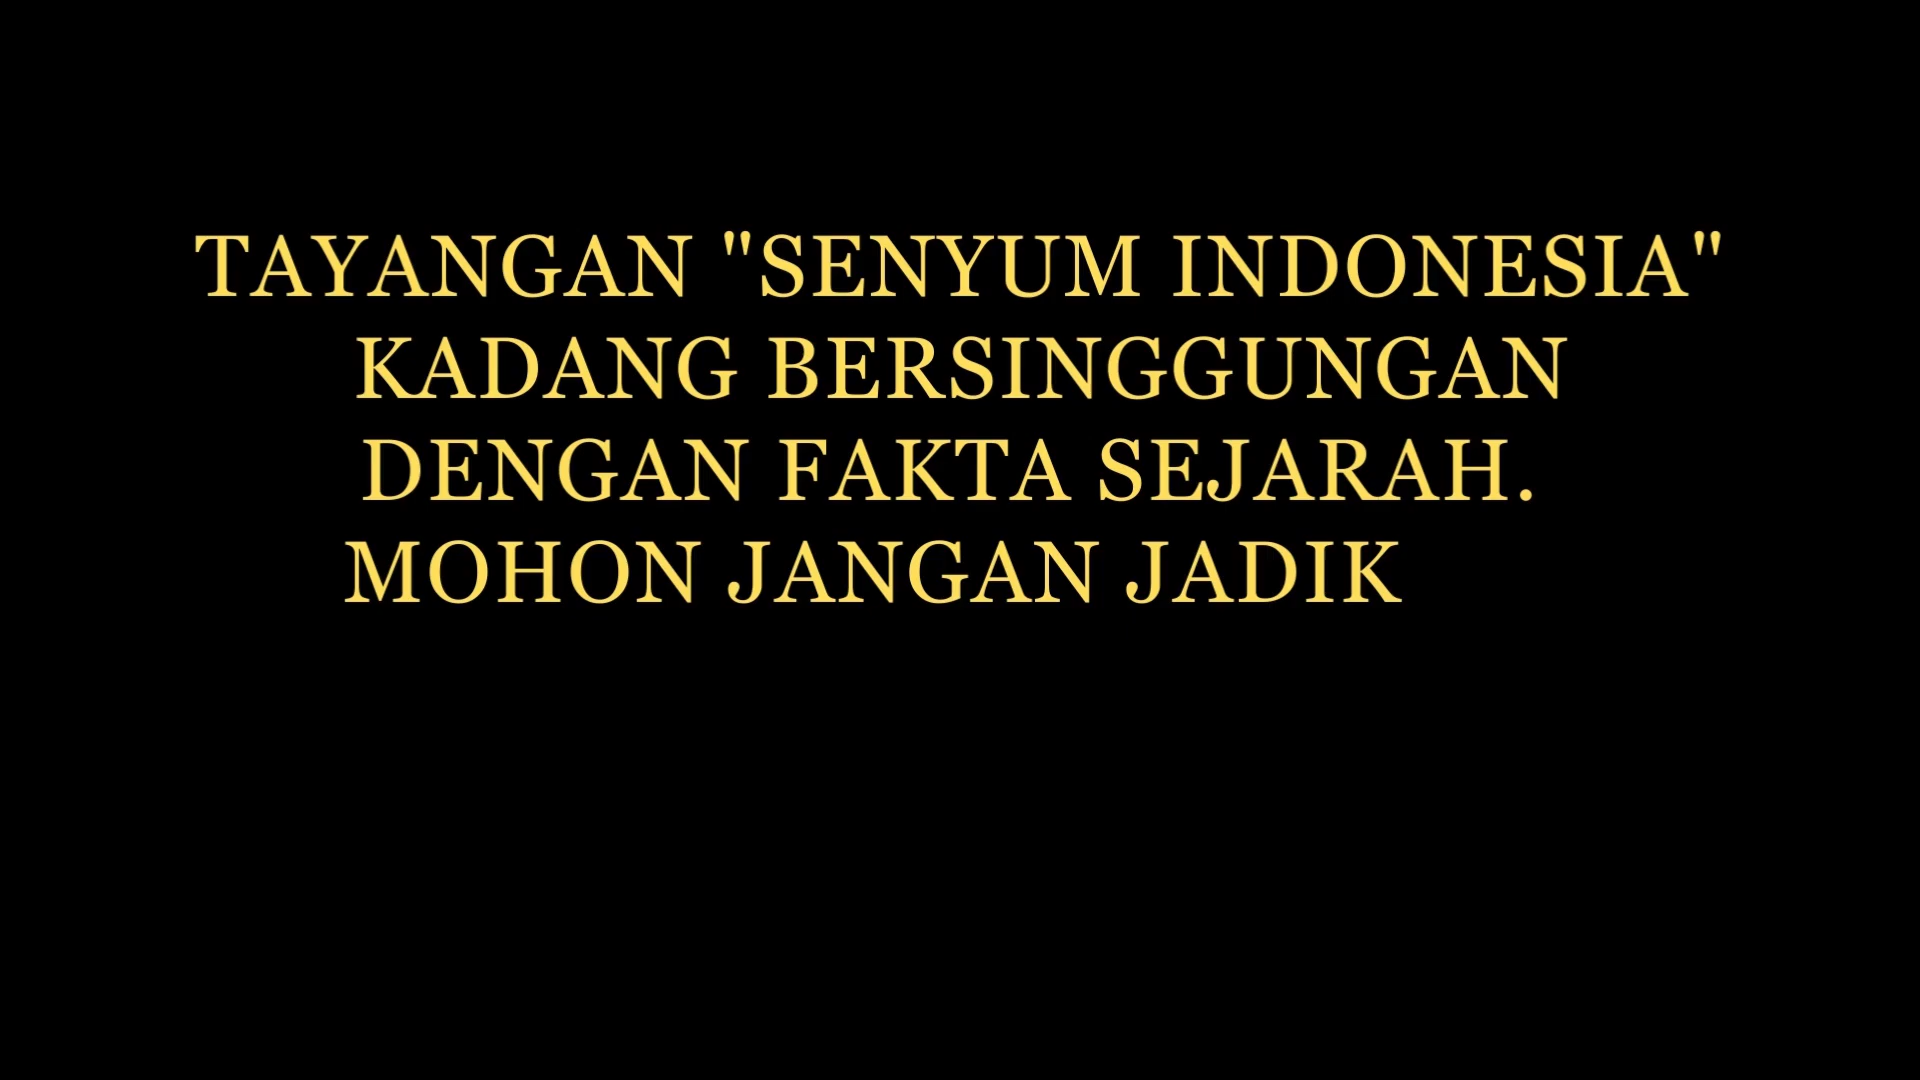 TAYANGAN "SENYUM INDONESIA"
KADANG BERSINGGUNGAN
DENGAN FAKTA SEJARAH.
MOHON JANGAN JADIK